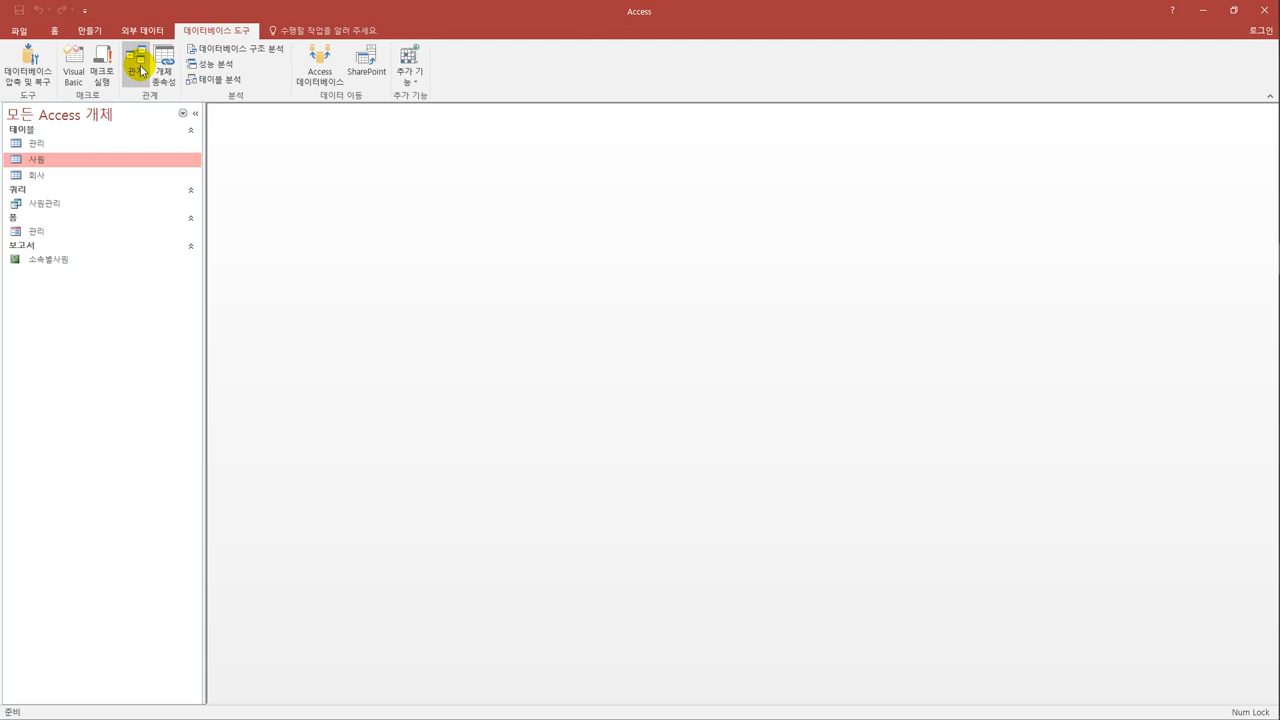 Access
?
로그인
파일 홈 만들기 외부 데이터 데이터베이스 도구 수행할 작업을 알려 주세요.
데이터베이스
압축 및 복구
도구
Visual
Basic
매크로
실행
매크로
관계
개체
종속성
관계
데이터베이스 구조 분석
성능 분석
테이블 분석
분석
Access
데이터베이스
SharePoint
데이터 이동
추가 기
능
추가 기능
모든 Access 개체
테이블
관리
사원
회사
쿼리
사원관리
폼
관리
보고서
소속별사원
준비
Num Lock